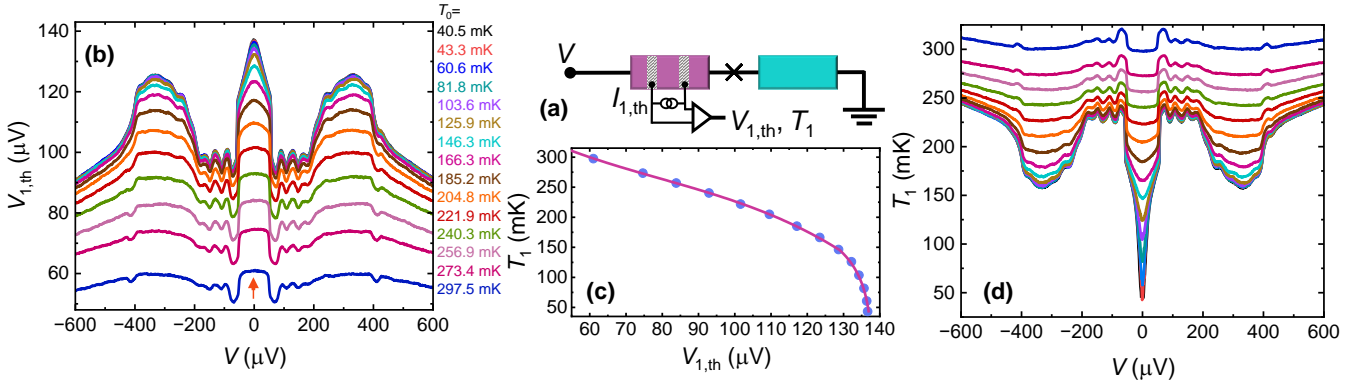 (b)
V1,th (μV)
140
120
100
80
60
−600
−400
−200
0
200
400
600
V (μV)
T0=
40.5 mK
43.3 mK
60.6 mK
81.8 mK
103.6 mK
125.9 mK
146.3 mK
166.3 mK
185.2 mK
204.8 mK
221.9 mK
240.3 mK
256.9 mK
273.4 mK
297.5 mK
V
I1,th
(a)
V1,th, T1
(c)
T1 (mK)
300
250
200
150
100
50
60
70
80
90
100
110
120
130
140
V1,th (μV)
(d)
T1 (mK)
300
250
200
150
100
50
−600
−400
−200
0
200
400
600
V (μV)